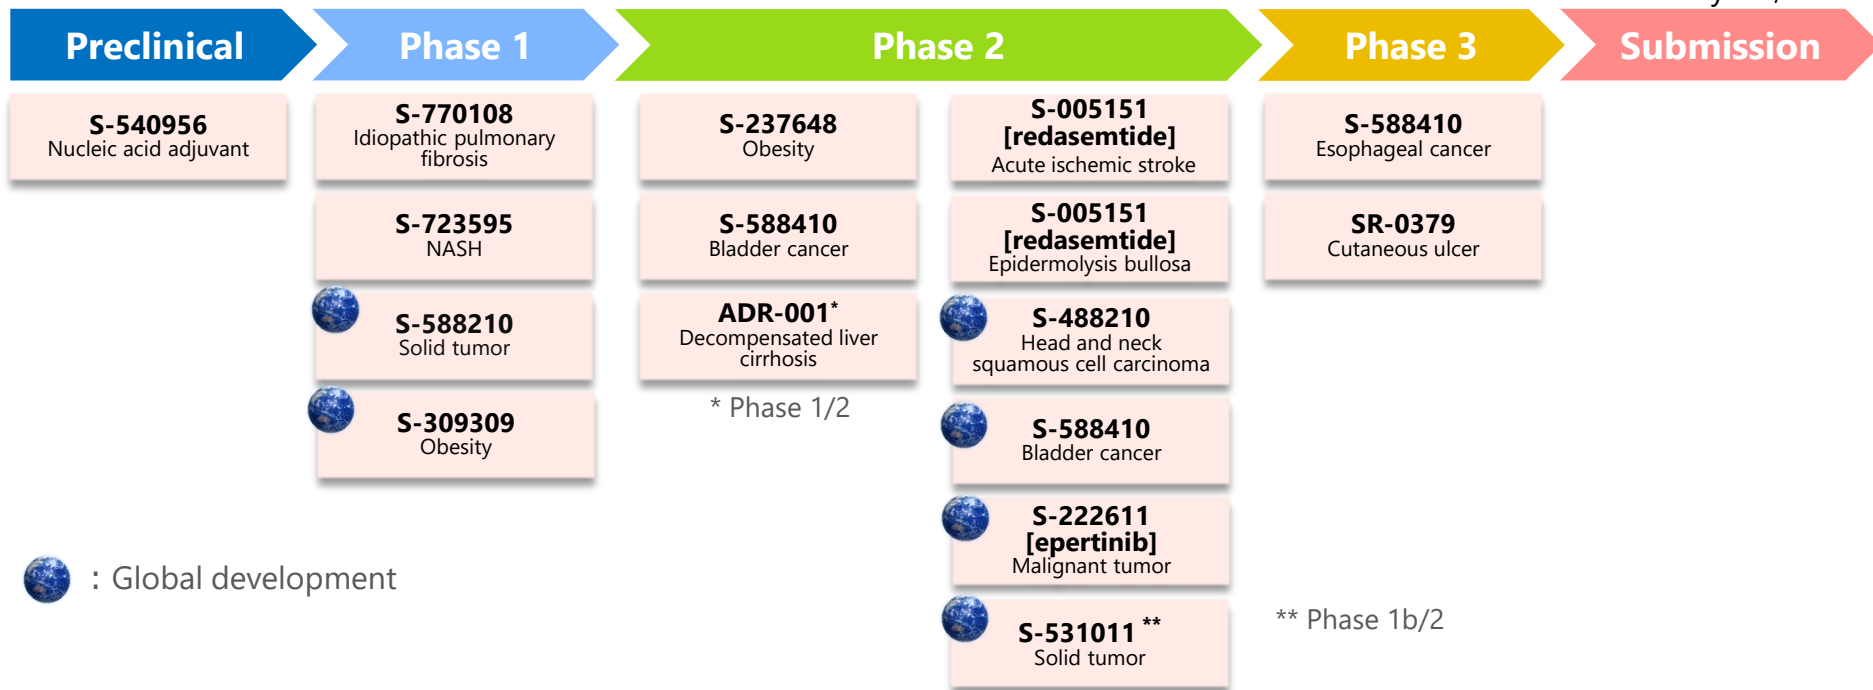 Preclinical
Phase 1
Phase 2
Phase 3
Submission
S-540956
Nucleic acid adjuvant
S-770108
Idiopathic pulmonary
fibrosis
S-723595
NASH
S-588210
Solid tumor
S-309309
Obesity
S-237648
Obesity
S-588410
Bladder cancer
ADR-001*
Decompensated liver
cirrhosis
* Phase 1/2
S-005151
[redasemtide]
Acute ischemic stroke
S-005151
[redasemtide]
Epidermolysis bullosa
S-488210
Head and neck
squamous cell carcinoma
S-588410
Bladder cancer
S-222611
[epertinib]
Malignant tumor
S-531011 **
Solid tumor
S-588410
Esophageal cancer
SR-0379
Cutaneous ulcer
** Phase 1b/2
: Global development